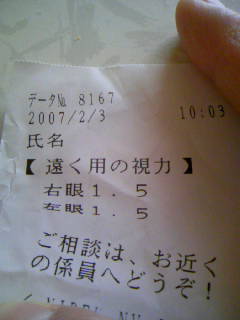 データ№ 8167
2007/2/3 10:03
氏名
【 遠く用の視力 】
右眼1.5
左眼1.5
ご相談は、お近く
の係員へどうぞ!